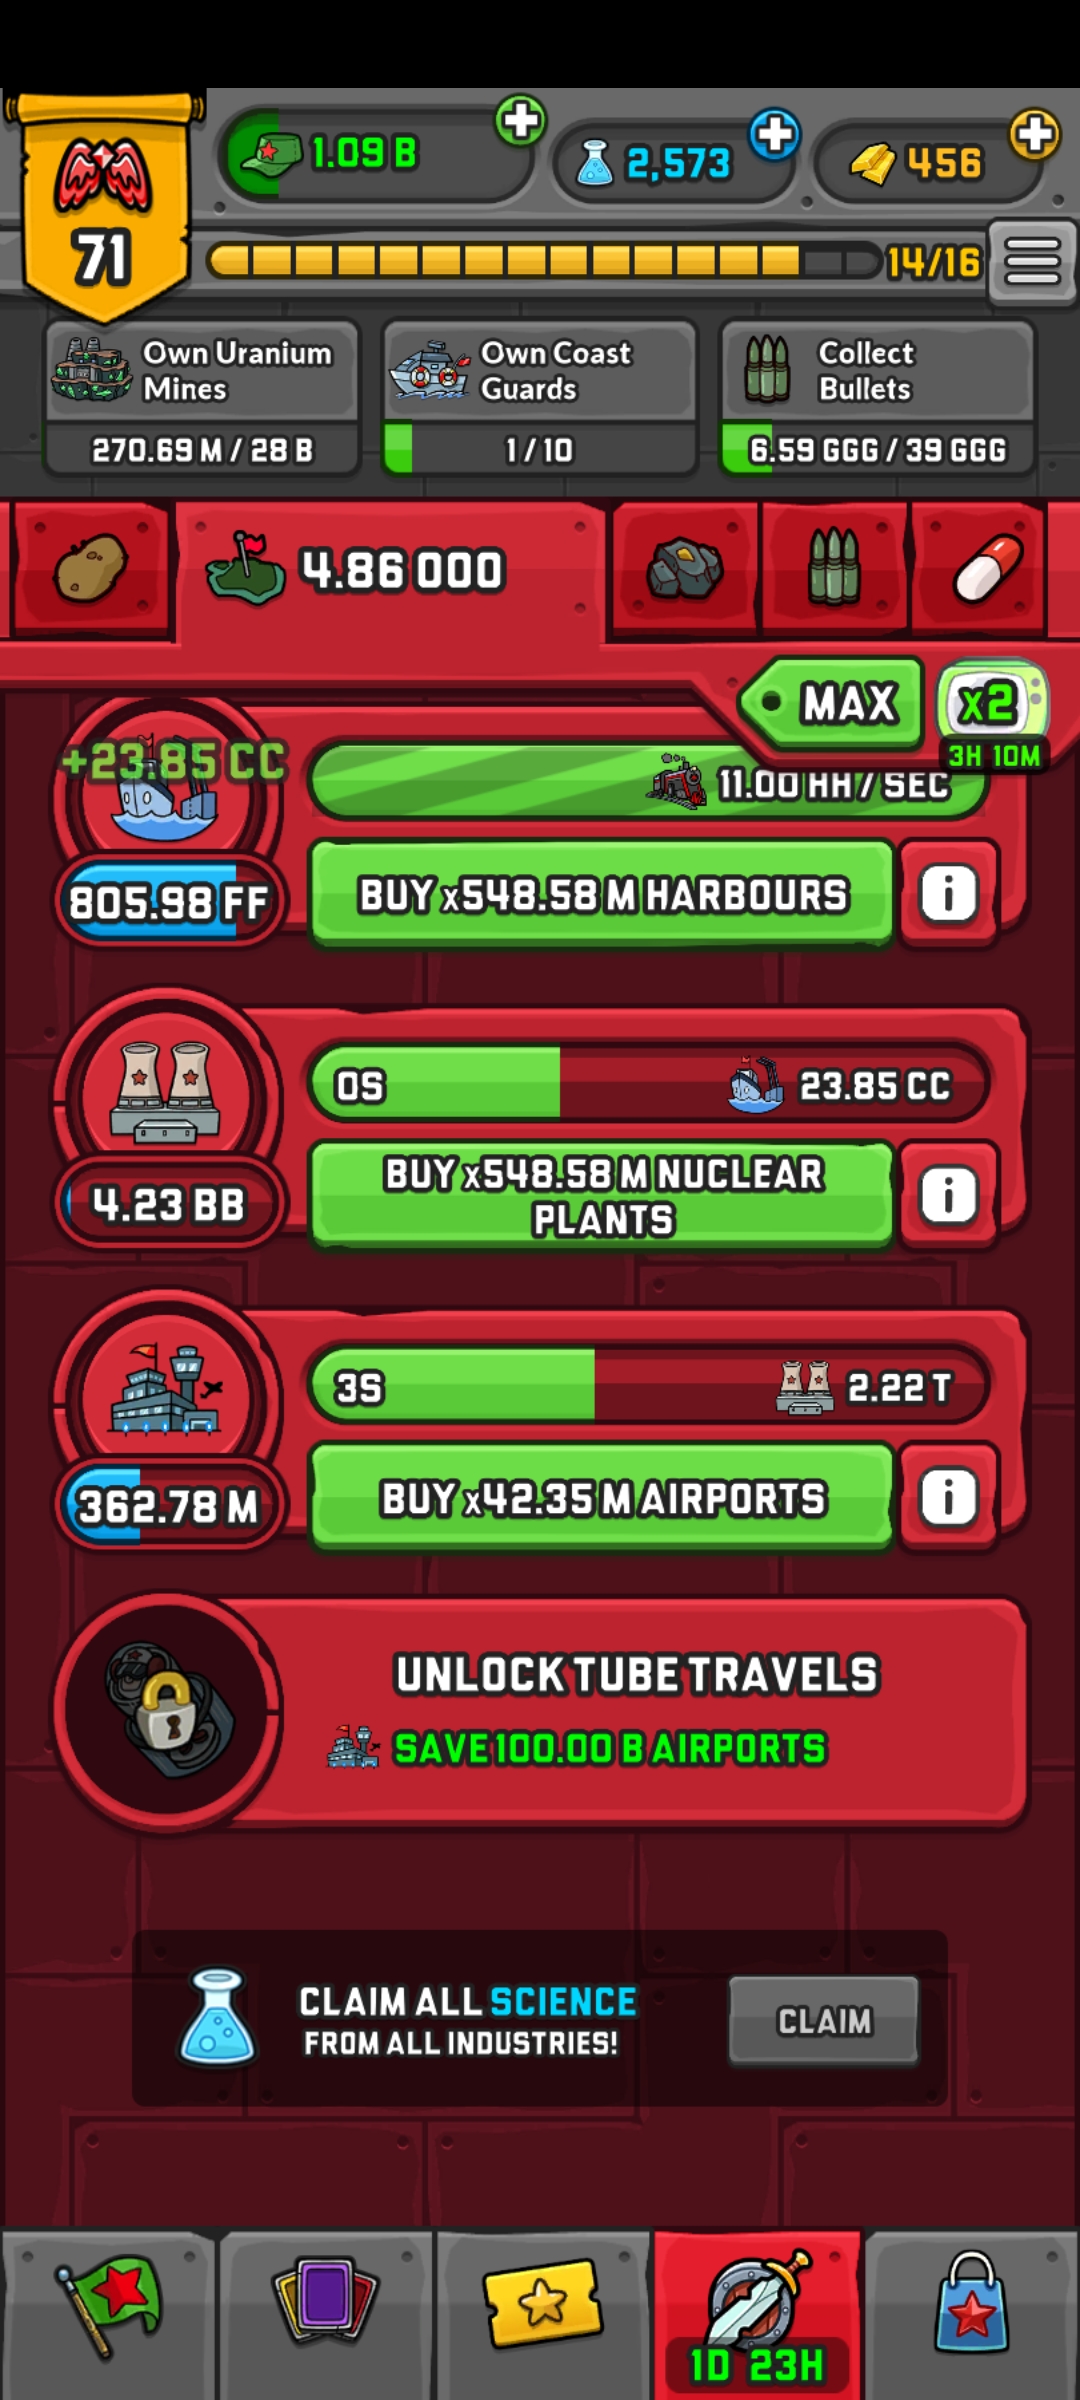 1.09 B
2,573
456
71
14/16
Own Uranium
Mines
270.69 M / 28 B
Own Coast
Guards
1 / 10
Collect
Bullets
6.59 GGG / 39 GGG
4.86 OOO
MAX
x2
3H 10M
+23.85 CC
11.00 HH / SEC
805.98 FF
BUY x548.58 M HARBOURS
i
0S
23.85 CC
4.23 BB
BUY x548.58 M NUCLEAR
PLANTS
i
3S
2.22 T
362.78 M
BUY x42.35 M AIRPORTS
i
UNLOCK TUBE TRAVELS
SAVE 100.00 B AIRPORTS
CLAIM ALL SCIENCE
FROM ALL INDUSTRIES!
CLAIM
1D 23H